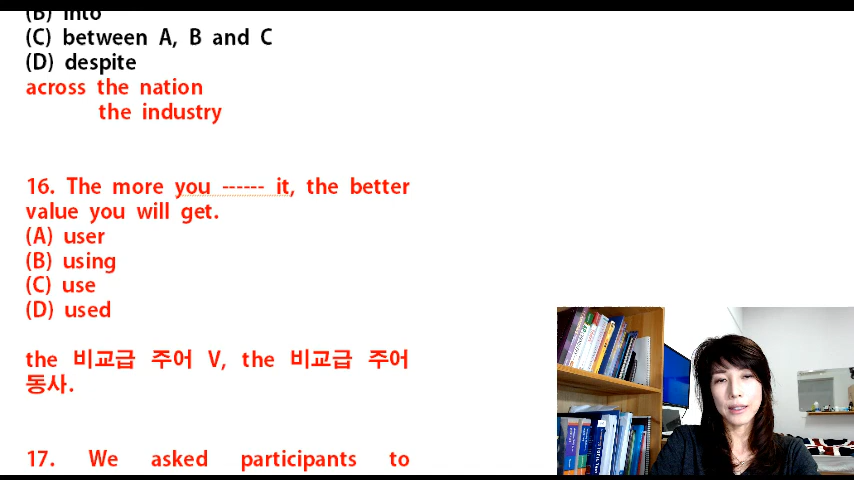 (B) into
(C) between A, B and C
(D) despite
across the nation
the industry
16. The more you ------ it, the better
value you will get.
(A) user
(B) using
(C) use
(D) used
the 비교급 주어 V, the 비교급 주어
동사.
17. We asked participants to